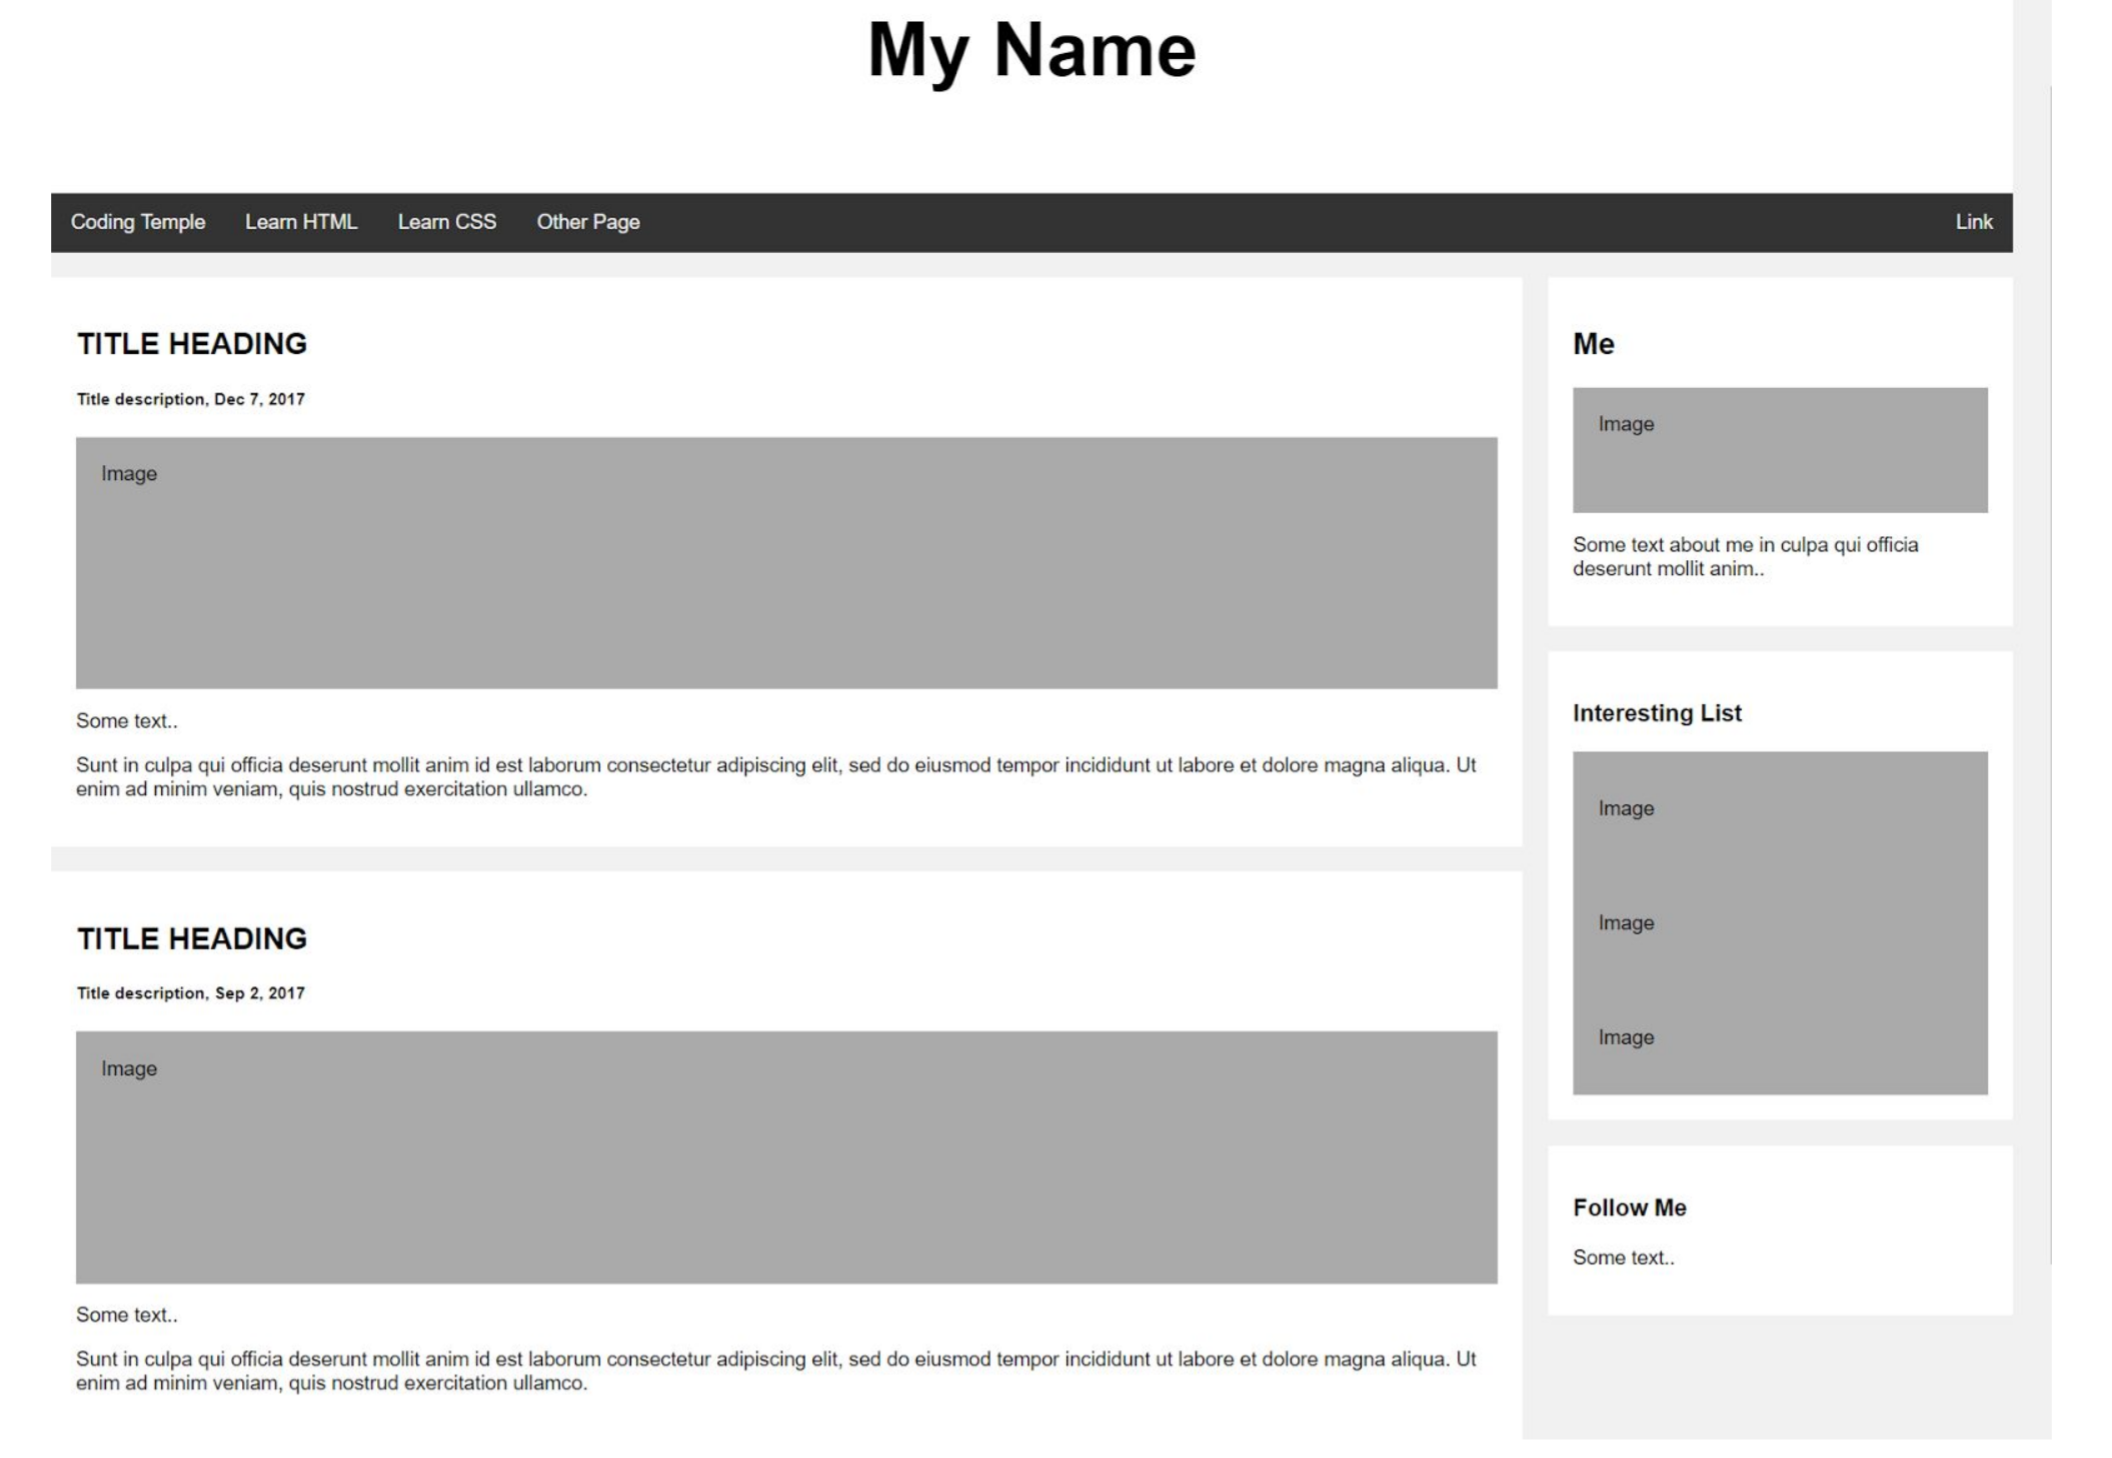 My Name
Coding Temple Learn HTML Learn CSS Other Page Link
TITLE HEADING
Title description, Dec 7, 2017
Image
Some text..
Sunt in culpa qui officia deserunt mollit anim id est laborum consectetur adipiscing elit, sed do eiusmod tempor incididunt ut labore et dolore magna aliqua. Ut
enim ad minim veniam, quis nostrud exercitation ullamco.
TITLE HEADING
Title description, Sep 2, 2017
Image
Some text..
Sunt in culpa qui officia deserunt mollit anim id est laborum consectetur adipiscing elit, sed do eiusmod tempor incididunt ut labore et dolore magna aliqua. Ut
enim ad minim veniam, quis nostrud exercitation ullamco.
Me
Image
Some text about me in culpa qui officia
deserunt mollit anim..
Interesting List
Image
Image
Image
Follow Me
Some text..